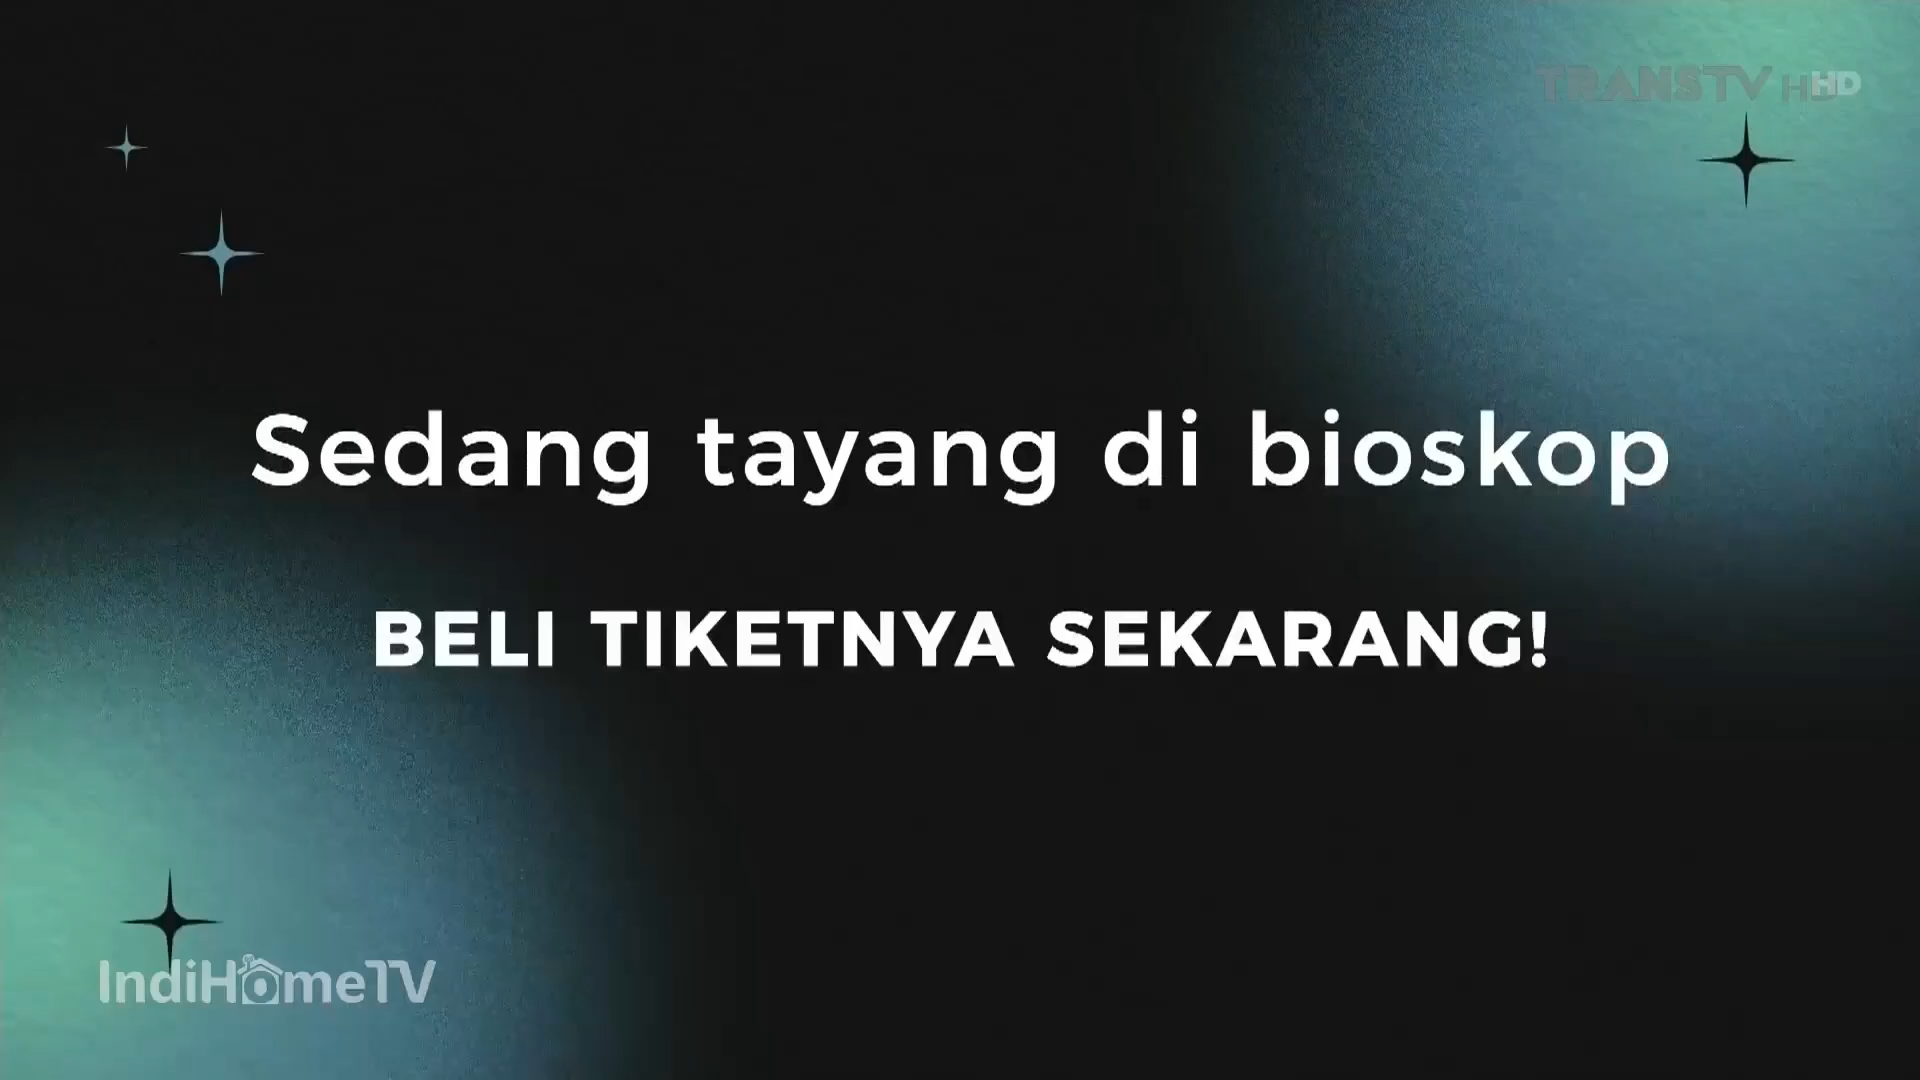 TRANSTV HD
Sedang tayang di bioskop
BELI TIKETNYA SEKARANG!
IndiHomeTV